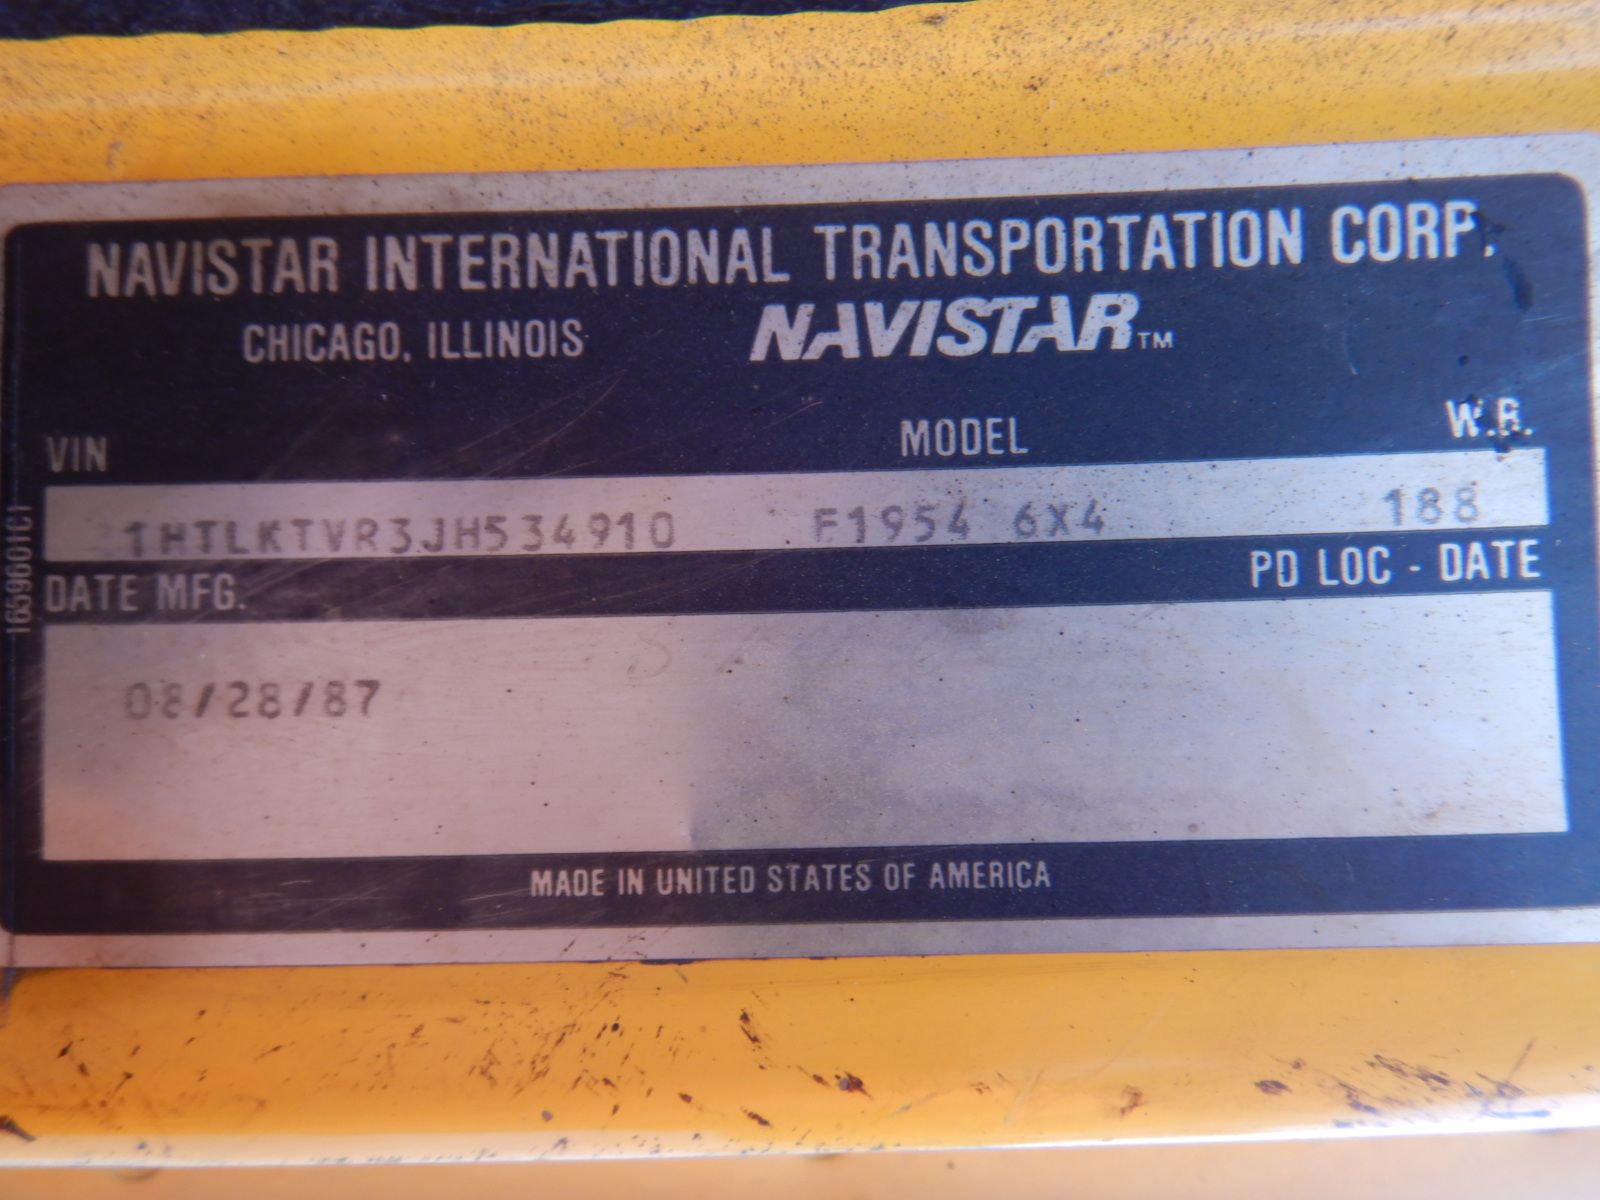 NAVISTAR INTERNATIONAL TRANSPORTATION CORP.
CHICAGO, ILLINOIS NAVISTAR™
VIN MODEL W.B.
1HTLKTVR3JH534910 F1954 6X4 188
DATE MFG. PD LOC - DATE
08/28/87
MADE IN UNITED STATES OF AMERICA
1659601C1